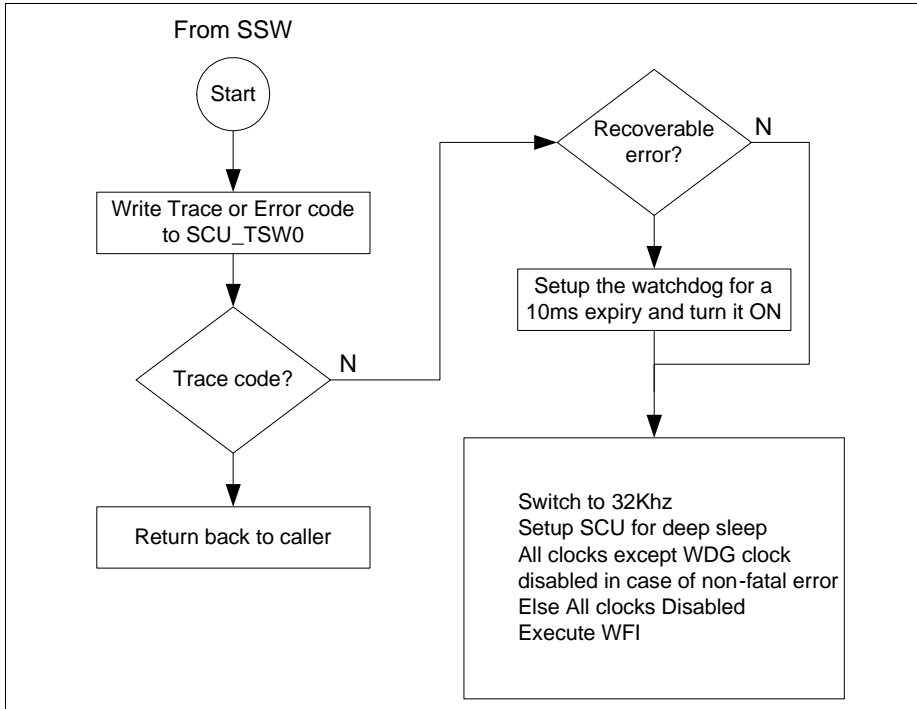 From SSW
Start
Write Trace or Error code
to SCU_TSW0
Trace code?
N
Return back to caller
Recoverable
error?
N
Setup the watchdog for a
10ms expiry and turn it ON
Switch to 32Khz
Setup SCU for deep sleep
All clocks except WDG clock
disabled in case of non-fatal error
Else All clocks Disabled
Execute WFI